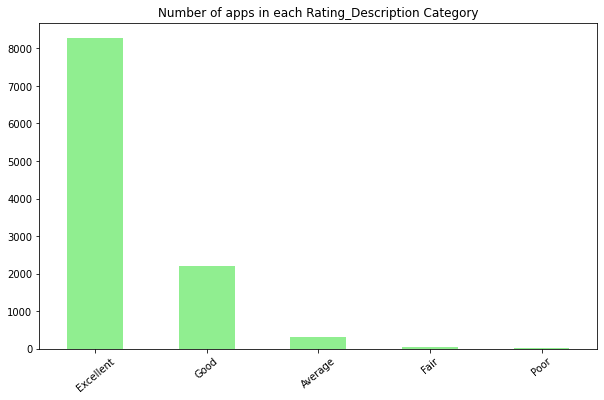 Number of apps in each Rating_Description Category
8000
7000
6000
5000
4000
3000
2000
1000
0
Excellent
Good
Average
Fair
Poor